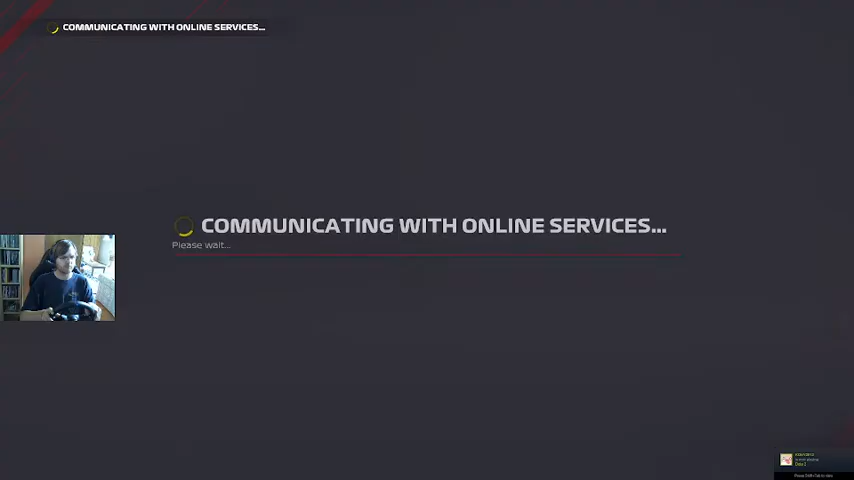 COMMUNICATING WITH ONLINE SERVICES...
COMMUNICATING WITH ONLINE SERVICES...
Please wait...